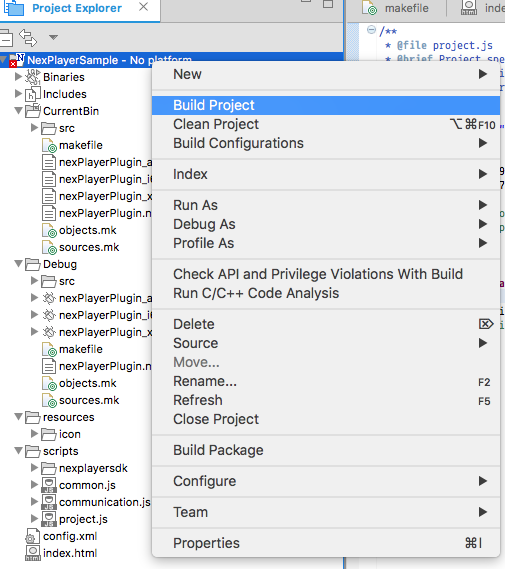 Project Explorer
makefile
inde
NexPlayerSample - No platform
Binaries
Includes
CurrentBin
src
makefile
nexPlayerPlugin_a
nexPlayerPlugin_i6
nexPlayerPlugin_x
nexPlayerPlugin.n
objects.mk
sources.mk
Debug
src
nexPlayerPlugin_a
nexPlayerPlugin_i6
nexPlayerPlugin_x
makefile
nexPlayerPlugin.n
objects.mk
sources.mk
resources
icon
scripts
nexplayersdk
common.js
communication.js
project.js
config.xml
index.html
New
Build Project
Clean Project ⌥⌘F10
Build Configurations
Index
Run As
Debug As
Profile As
Check API and Privilege Violations With Build
Run C/C++ Code Analysis
Delete ⌦
Source
Move...
Rename... F2
Refresh F5
Close Project
Build Package
Configure
Team
Properties ⌘I
/**
* @file project.js
* @brief Project spe